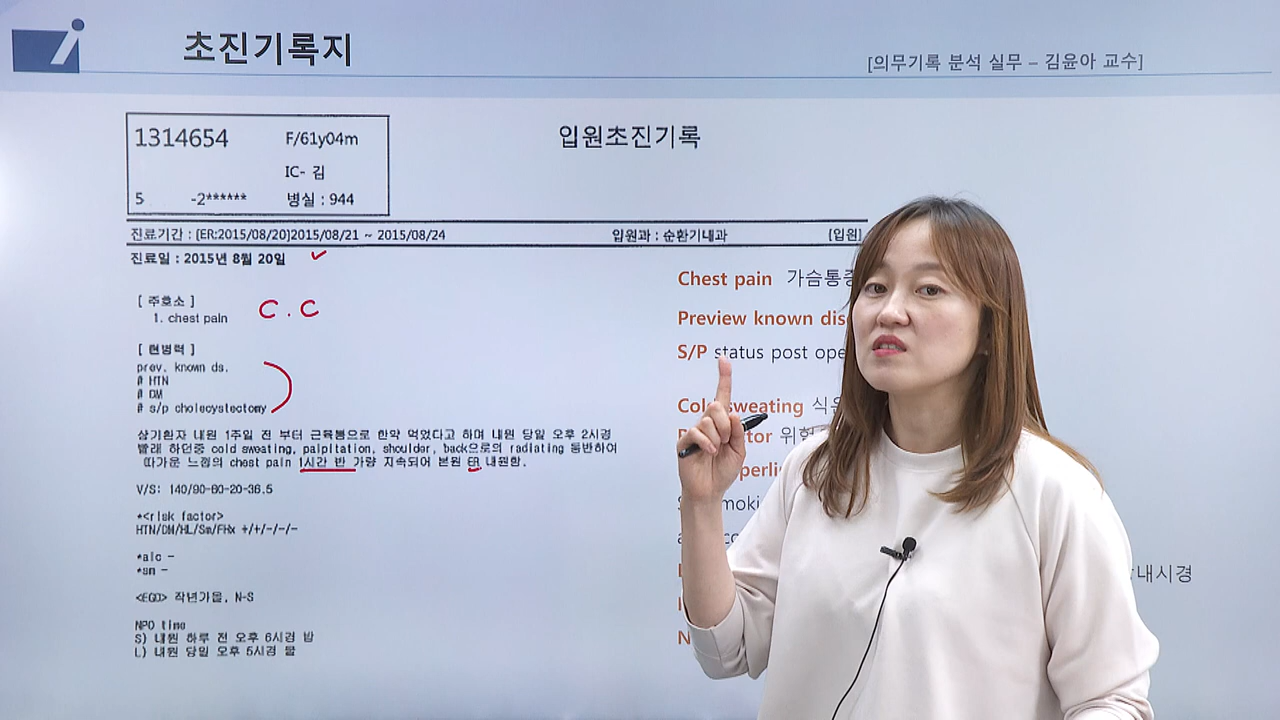 초진기록지
[의무기록 분석 실무 – 김윤아 교수]
1314654 F/61y04m
IC- 김
5 -2****** 병실 : 944
입원초진기록
진료기간 : [ER:2015/08/20]2015/08/21 ~ 2015/08/24 입원과 : 순환기내과 [입원]
진료일 : 2015년 8월 20일
[ 주호소 ]
1. chest pain
C . C
[ 현병력 ]
prev. known ds.
# HTN
# DM
# s/p cholecystectomy
상기환자 내원 1주일 전 부터 근육통으로 한약 먹었다고 하며 내원 당일 오후 2시경
빨래 하던중 cold sweating, palpitation, shoulder, back으로의 radiating 동반하여
따가운 느낌의 chest pain 1시간 반 가량 지속되어 본원 ER 내원함.
V/S: 140/90-60-20-36.5
*<risk factor>
HTN/DM/HL/Sm/FHx +/+/-/-/-
*alc -
*sm -
<EGD> 작년가을, N-S
NPO time
S) 내원 하루 전 오후 6시경 밥
L) 내원 당일 오후 5시경 물
Chest pain 가슴통증
Preview known
S/P status post
Cold sweating
위험
내시경